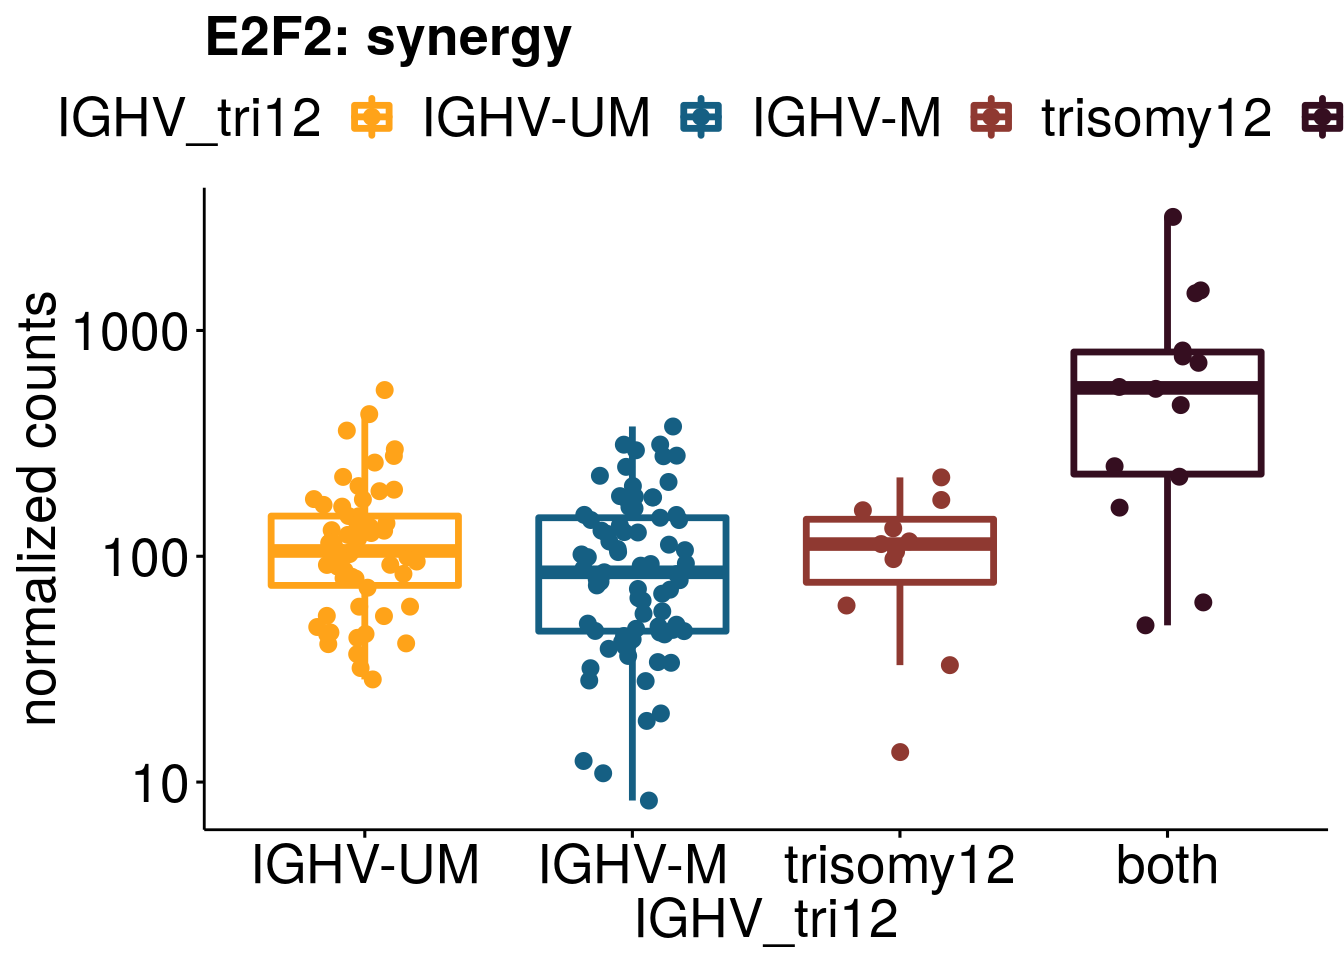 E2F2: synergy
IGHV_tri12 IGHV-UM IGHV-M trisomy12
normalized counts
1000
100
10
IGHV-UM IGHV-M trisomy12 both
IGHV_tri12